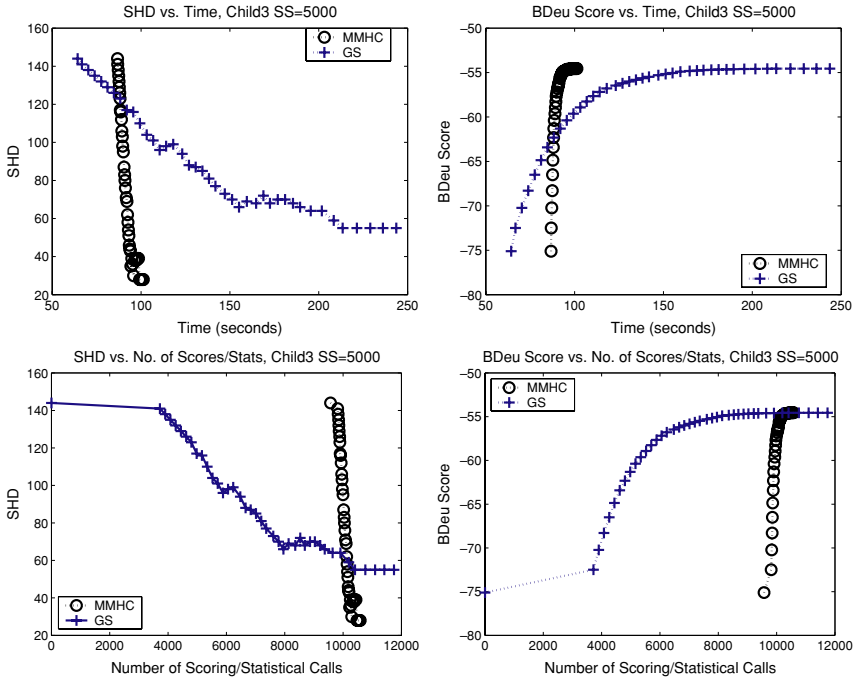 SHD vs. Time, Child3 SS=5000
160
140
120
100
80
60
40
20
SHD
MMHC
GS
50
100
150
200
250
Time (seconds)
BDeu Score vs. Time, Child3 SS=5000
−50
−55
−60
−65
−70
−75
−80
BDeu Score
MMHC
GS
50
100
150
200
250
Time (seconds)
SHD vs. No. of Scores/Stats, Child3 SS=5000
160
140
120
100
80
60
40
20
SHD
MMHC
GS
0
2000
4000
6000
8000
10000
12000
Number of Scoring/Statistical Calls
BDeu Score vs. No. of Scores/Stats, Child3 SS=5000
−50
−55
−60
−65
−70
−75
−80
BDeu Score
MMHC
GS
0
2000
4000
6000
8000
10000
12000
Number of Scoring/Statistical Calls